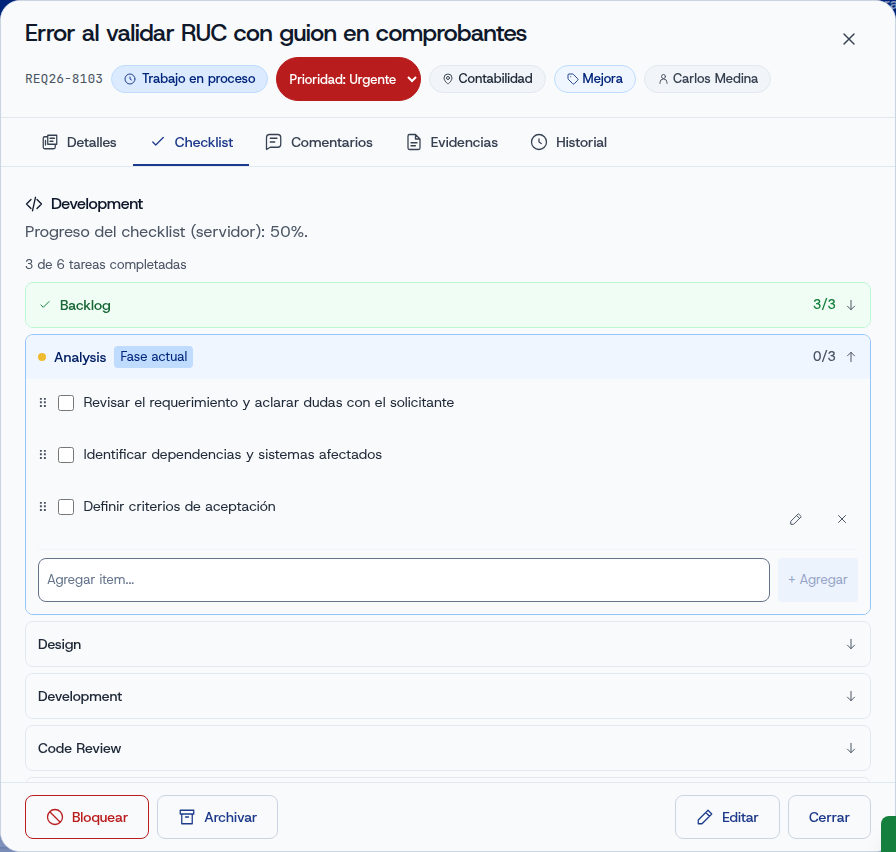 Error al validar RUC con guion en comprobantes
REQ26-8103 Trabajo en proceso Prioridad: Urgente Contabilidad Mejora Carlos Medina
Detalles Checklist Comentarios Evidencias Historial
Development
Progreso del checklist (servidor): 50%.
3 de 6 tareas completadas
Backlog 3/3
Analysis Fase actual 0/3
Revisar el requerimiento y aclarar dudas con el solicitante
Identificar dependencias y sistemas afectados
Definir criterios de aceptación
Agregar item... + Agregar
Design
Development
Code Review
Bloquear Archivar Editar Cerrar